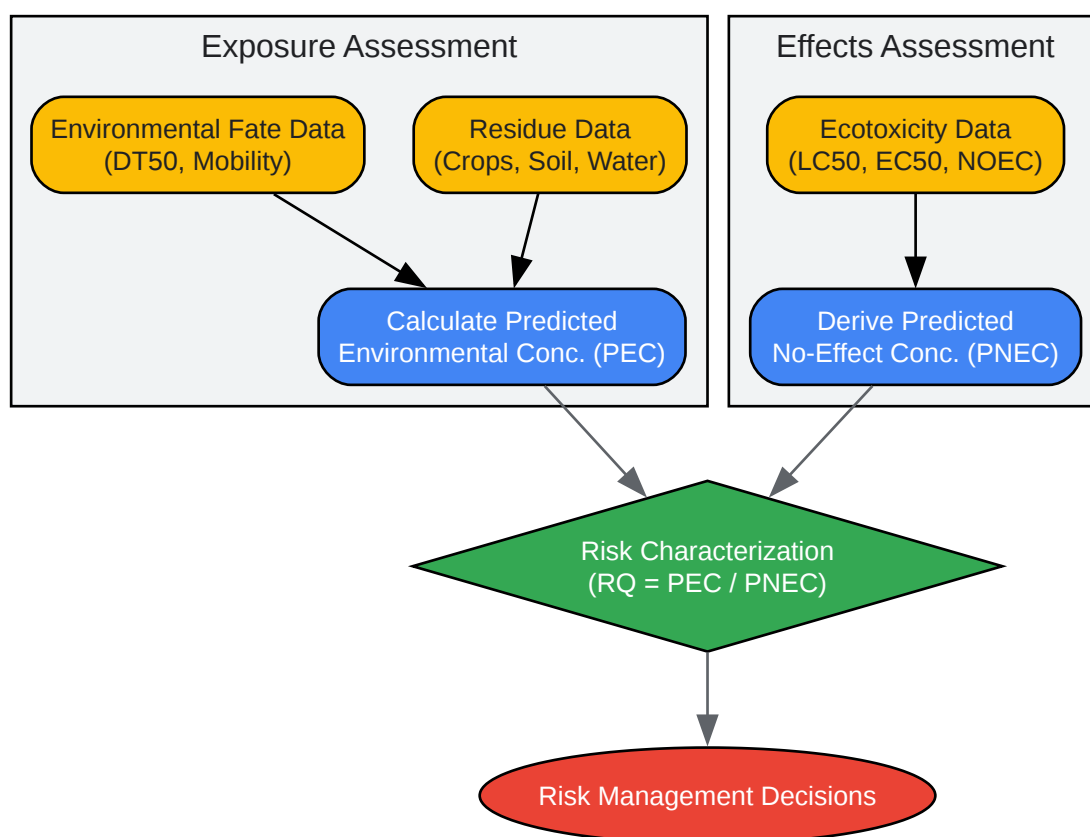 Exposure Assessment
Effects Assessment
Environmental Fate Data
(DT50, Mobility)
Residue Data
(Crops, Soil, Water)
Ecotoxicity Data
(LC50, EC50, NOEC)
Calculate Predicted
Environmental Conc. (PEC)
Derive Predicted
No-Effect Conc. (PNEC)
Risk Characterization
(RQ = PEC / PNEC)
Risk Management Decisions